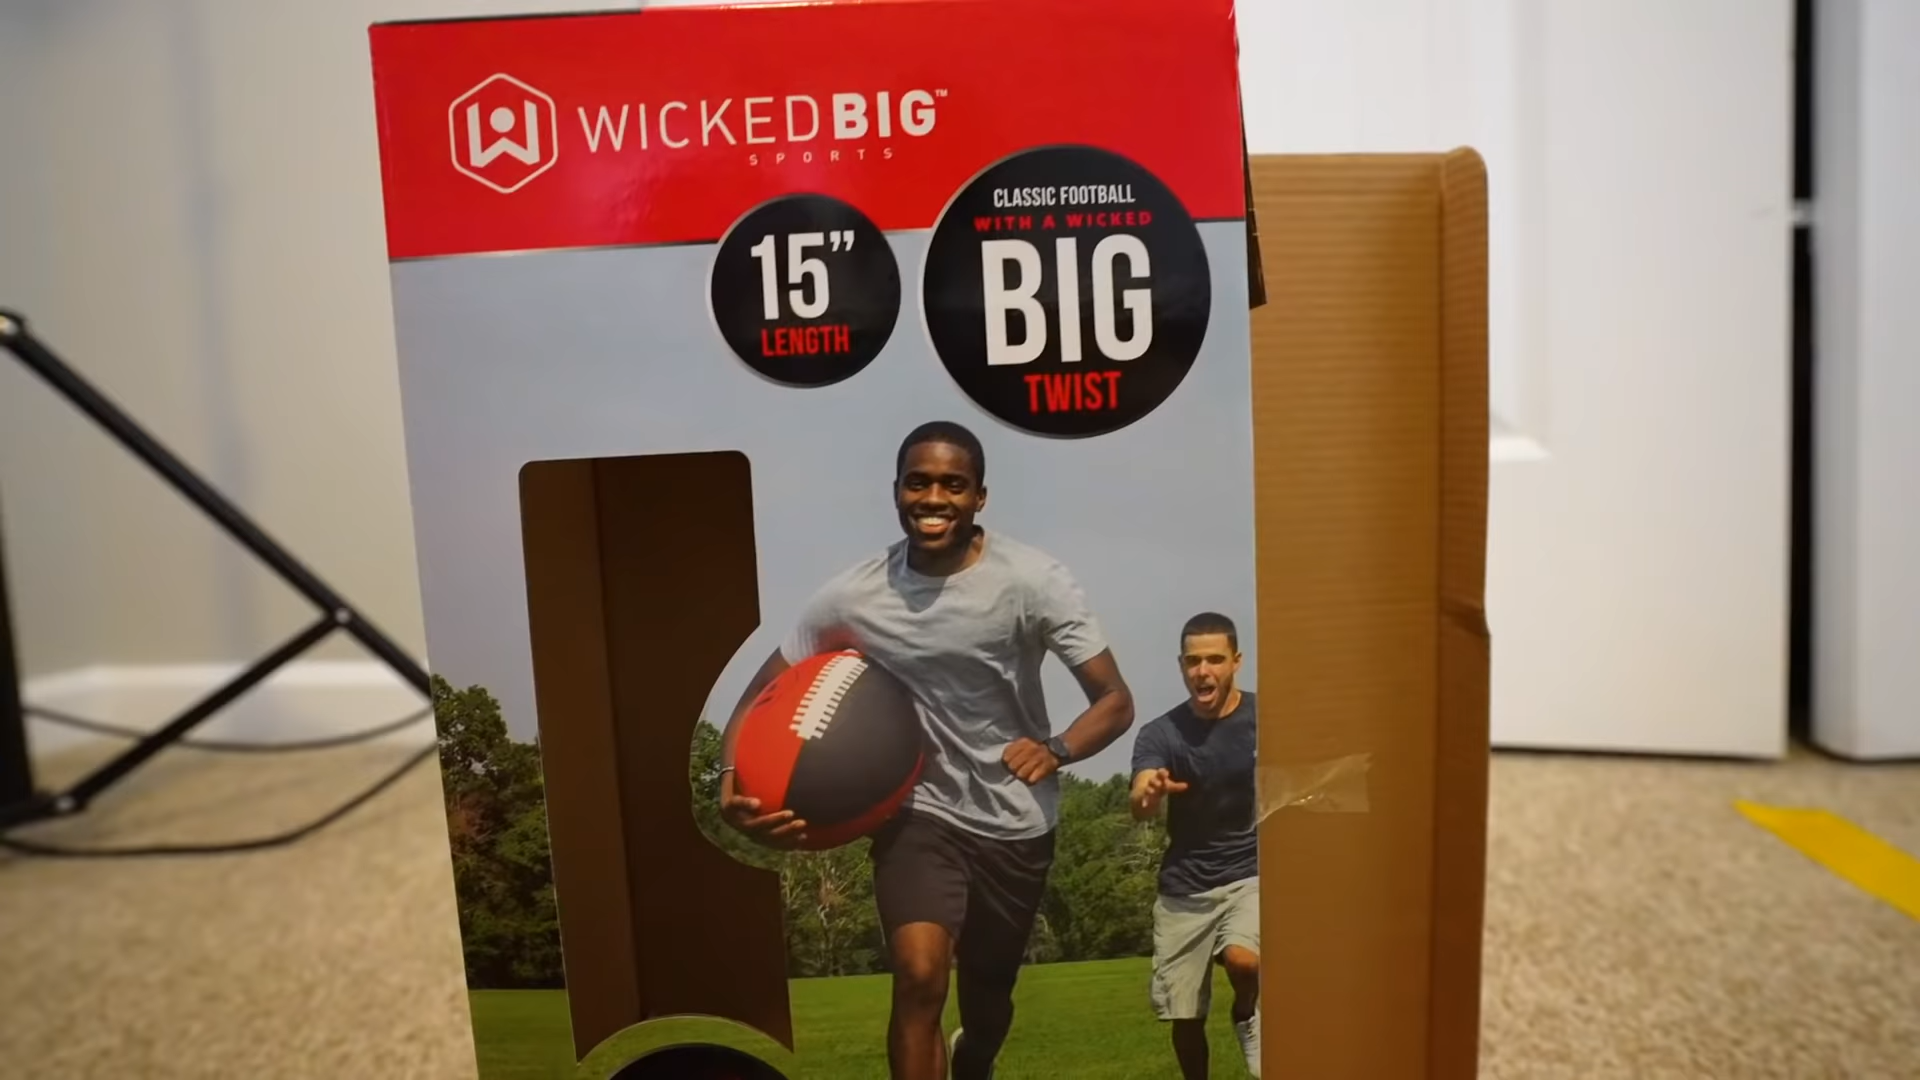 WICKEDBIG™
SPORTS
15”
LENGTH
CLASSIC FOOTBALL
WITH A WICKED
BIG
TWIST